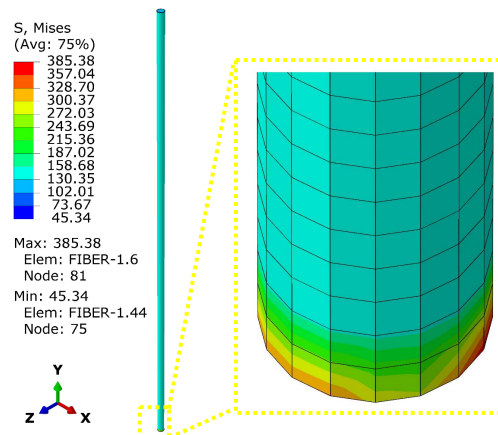 S, Mises
(Avg: 75%)
385.38
357.04
328.70
300.37
272.03
243.69
215.36
187.02
158.68
130.35
102.01
73.67
45.34
Max: 385.38
Elem: FIBER-1.6
Node: 81
Min: 45.34
Elem: FIBER-1.44
Node: 75
Y
Z
X